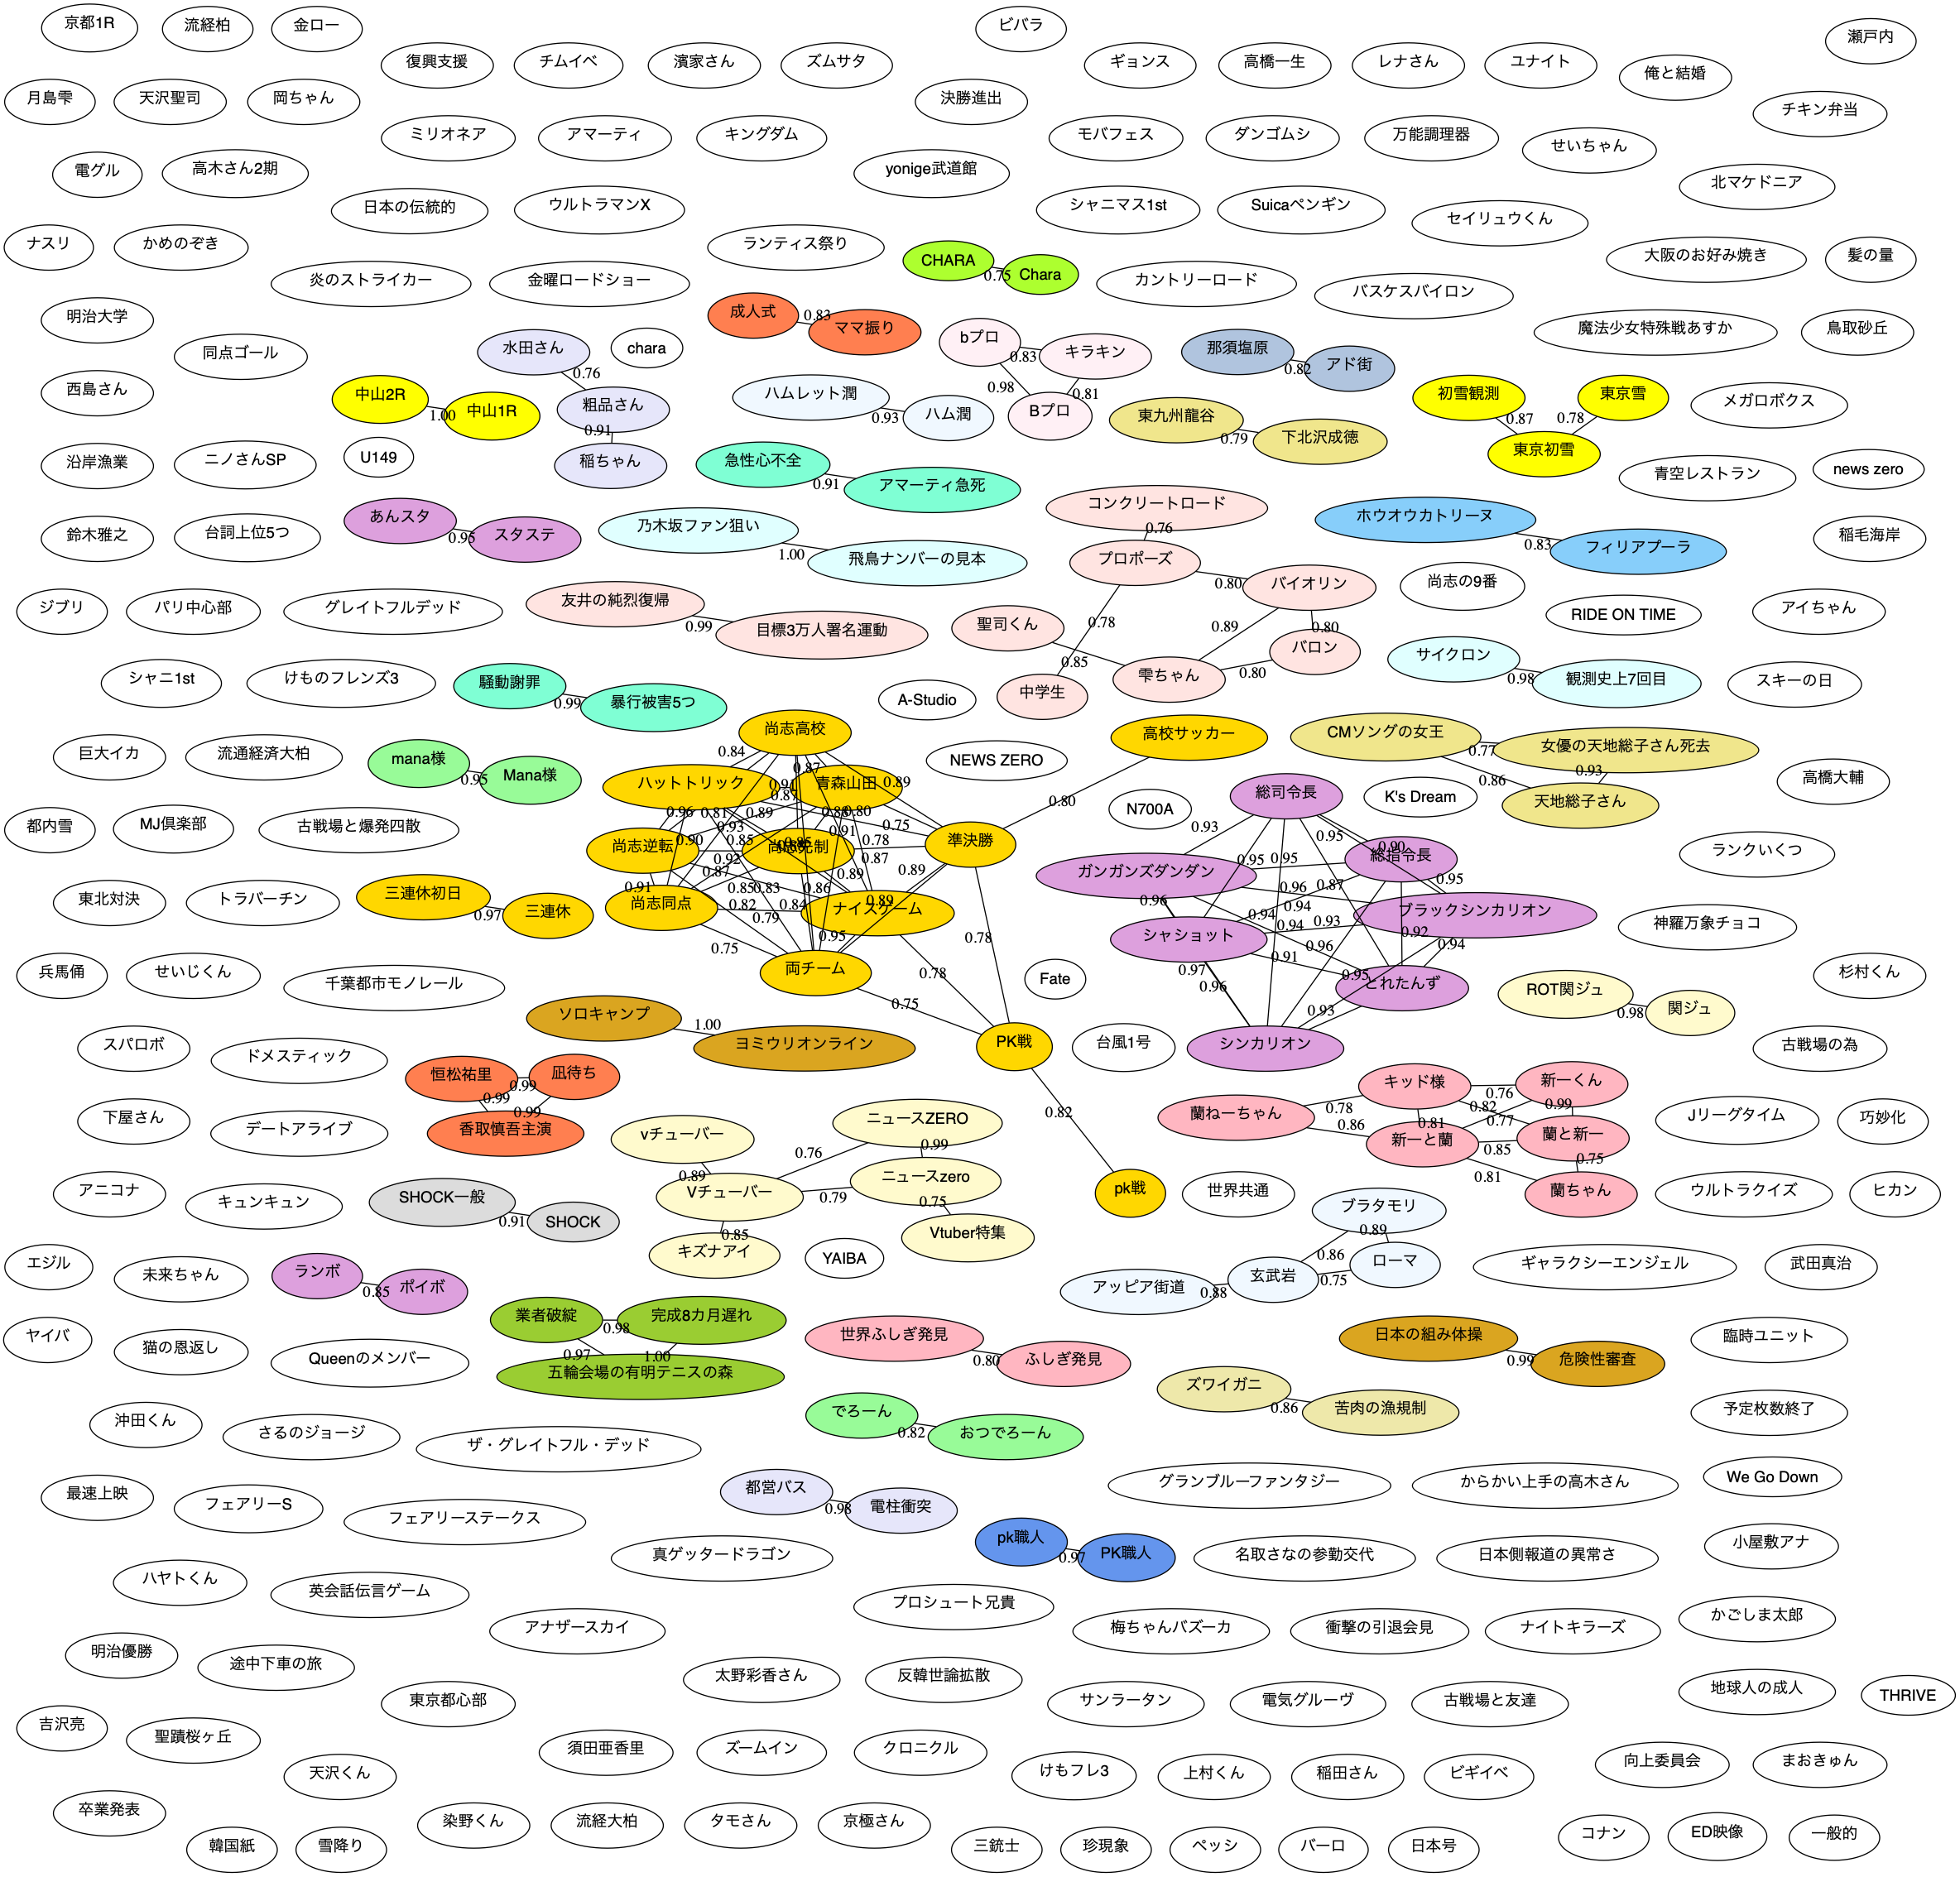 京都1R
流経柏
金ロー
ビバラ
瀬戸内
復興支援
チムイベ
濱家さん
ズムサタ
ギョンス
高橋一生
レナさん
ユナイト
俺と結婚
月島雫
天沢聖司
岡ちゃん
決勝進出
チキン弁当
ミリオネア
アマーティ
キングダム
モバフェス
ダンゴムシ
万能調理器
せいちゃん
電グル
高木さん2期
yonige武道館
北マケドニア
日本の伝統的
ウルトラマンX
シャニマス1st
Suicaペンギン
セイリュウくん
ナスリ
かめのぞき
ランティス祭り
CHARA
0.75
Chara
大阪のお好み焼き
髪の量
炎のストライカー
金曜ロードショー
カントリーロード
バスケスバイロン
明治大学
成人式
0.83
ママ振り
魔法少女特殊戦あすか
鳥取砂丘
同点ゴール
水田さん
chara
bプロ
0.83
キラキン
那須塩原
0.82
アド街
西島さん
中山2R
1.00
中山1R
0.76
粗品さん
ハムレット潤
0.93
ハム潤
0.98
0.81
Bプロ
東九州龍谷
0.79
下北沢成徳
初雪観測
0.87
0.78
東京雪
東京初雪
メガロボクス
沿岸漁業
ニノさんSP
U149
0.91
稲ちゃん
急性心不全
0.91
アマーティ急死
青空レストラン
news zero
鈴木雅之
台詞上位5つ
あんスタ
0.95
スタステ
乃木坂ファン狙い
1.00
飛鳥ナンバーの見本
コンクリートロード
0.76
プロポーズ
ホウオウカトリーヌ
0.83
フィリアプーラ
稲毛海岸
0.80
バイオリン
尚志の9番
ジブリ
パリ中心部
グレイトフルデッド
友井の純烈復帰
0.99
目標3万人署名運動
聖司くん
0.78
0.89
0.80
RIDE ON TIME
アイちゃん
シャニ1st
けものフレンズ3
騒動謝罪
0.99
暴行被害5つ
A-Studio
0.85
中学生
雫ちゃん
0.80
バロン
サイクロン
0.98
観測史上7回目
スキーの日
巨大イカ
流通経済大柏
mana様
0.95
Mana様
尚志高校
0.84
0.87
0.89
ハットトリック
0.91
0.87
青森山田
NEWS ZERO
高校サッカー
0.80
CMソングの女王
0.77
女優の天地総子さん死去
0.86
0.93
天地総子さん
高橋大輔
都内雪
MJ倶楽部
古戦場と爆発四散
0.96
0.81
0.89
0.80
0.75
0.93
0.90
0.85
0.91
0.78
尚志逆転
尚志先制
準決勝
N700A
総司令長
K's Dream
0.93
0.95
0.90
総指令長
ランクいくつ
東北対決
トラバーチン
三連休初日
0.97
三連休
0.92
0.87
0.87
0.89
0.89
0.91
0.85
0.83
0.86
0.89
尚志同点
0.82
0.84
0.79
ナイスゲーム
ガンガンズダンダン
0.95
0.95
0.96
0.87
0.95
0.96
0.94
0.94
0.94
0.93
ブラックシンカリオン
神羅万象チョコ
兵馬俑
せいじくん
千葉都市モノレール
0.75
0.95
両チーム
0.78
0.78
0.75
Fate
シャショット
0.97
0.96
0.91
0.96
0.92
0.94
0.95
とれたんず
0.93
シンカリオン
ROT関ジュ
0.98
関ジュ
杉村くん
スパロボ
ドメスティック
ソロキャンプ
1.00
ヨミウリオンライン
PK戦
台風1号
古戦場の為
恒松祐里
0.99
凪待ち
0.99
0.99
香取慎吾主演
0.82
pk戦
蘭ねーちゃん
0.78
0.86
キッド様
0.76
新一くん
0.82
0.99
0.81
0.77
新一と蘭
0.85
蘭と新一
0.81
0.75
蘭ちゃん
下屋さん
デートアライブ
vチューバー
0.89
ニュースZERO
0.76
0.99
Vチューバー
0.79
ニュースzero
0.75
Vtuber特集
0.85
キズナアイ
Jリーグタイム
巧妙化
アニコナ
キュンキュン
SHOCK一般
0.91
SHOCK
世界共通
ウルトラクイズ
ヒカン
エジル
未来ちゃん
ランボ
0.85
ポイボ
YAIBA
ブラタモリ
0.89
0.86
アッピア街道
0.88
玄武岩
0.75
ローマ
ギャラクシーエンジェル
武田真治
ヤイバ
猫の恩返し
Queenのメンバー
業者破綻
0.98
完成8カ月遅れ
0.97
1.00
五輪会場の有明テニスの森
世界ふしぎ発見
0.80
ふしぎ発見
日本の組み体操
0.99
危険性審査
臨時ユニット
沖田くん
さるのジョージ
ザ・グレイトフル・デッド
でろーん
0.82
おつでろーん
ズワイガニ
0.86
苦肉の漁規制
予定枚数終了
最速上映
フェアリーS
フェアリーステークス
都営バス
0.98
電柱衝突
グランブルーファンタジー
からかい上手の高木さん
We Go Down
真ゲッタードラゴン
pk職人
0.97
PK職人
名取さなの参勤交代
日本側報道の異常さ
小屋敷アナ
ハヤトくん
英会話伝言ゲーム
アナザースカイ
プロシュート兄貴
梅ちゃんバズーカ
衝撃の引退会見
ナイトキラーズ
かごしま太郎
明治優勝
途中下車の旅
東京都心部
太野彩香さん
反韓世論拡散
サンラータン
電気グルーヴ
古戦場と友達
地球人の成人
THRIVE
吉沢亮
聖蹟桜ヶ丘
天沢くん
須田亜香里
ズームイン
クロニクル
けもフレ3
上村くん
稲田さん
ビギイベ
向上委員会
まおきゅん
卒業発表
韓国紙
雪降り
染野くん
流経大柏
タモさん
京極さん
三銃士
珍現象
ペッシ
バーロ
日本号
コナン
ED映像
一般的